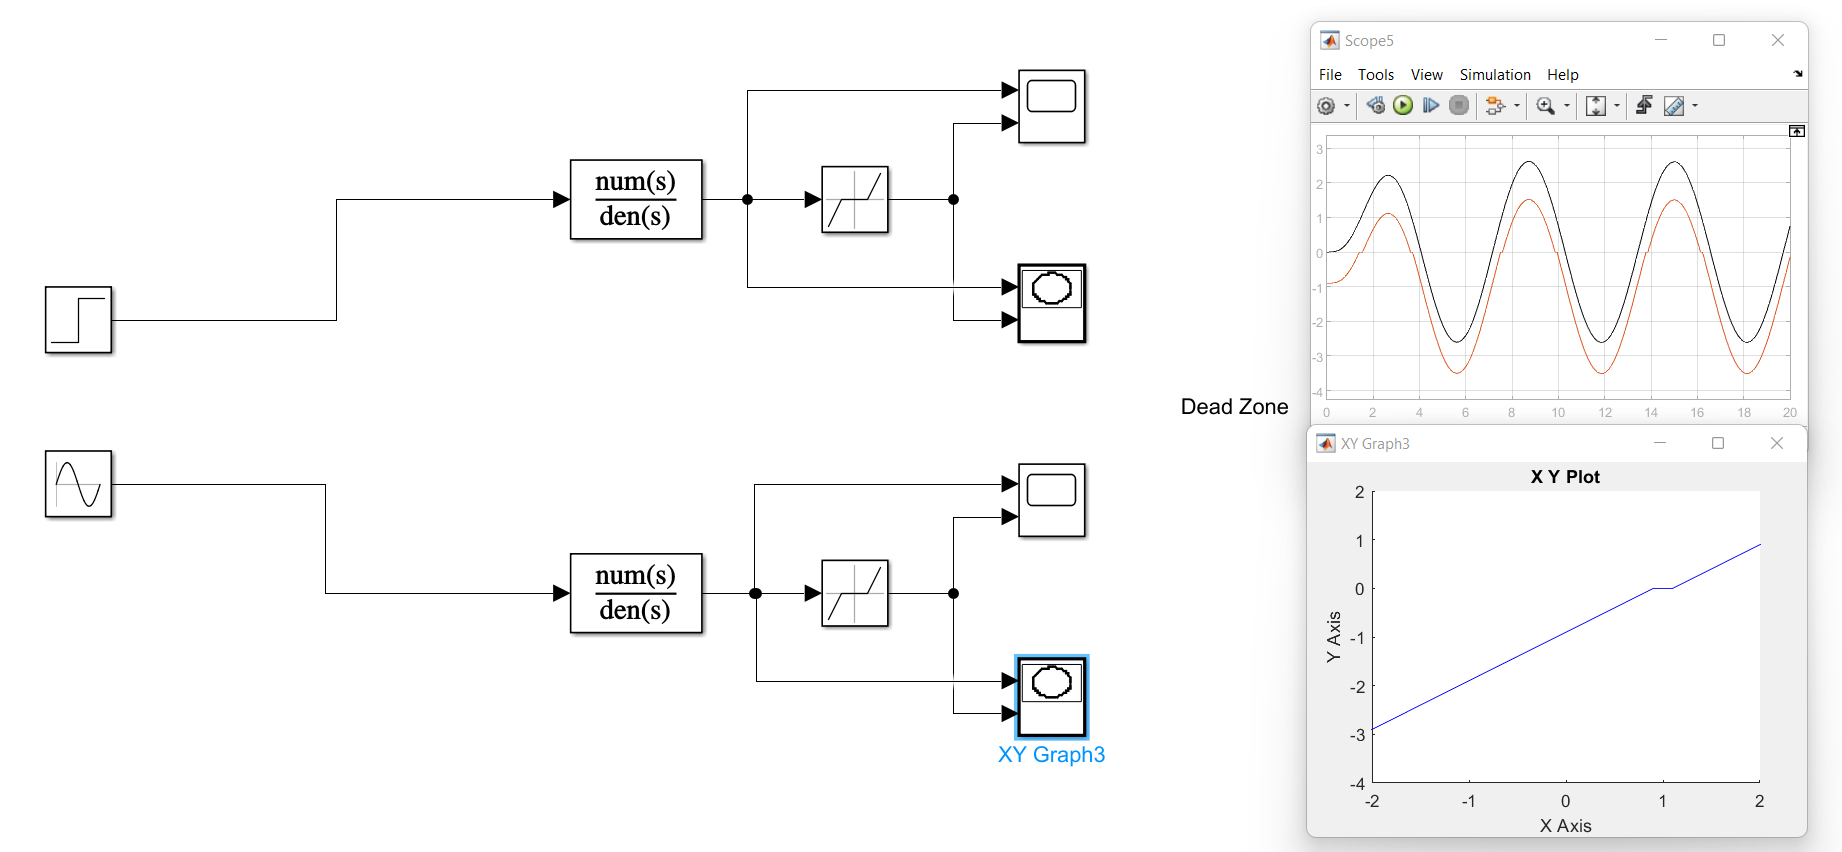 num(s)
den(s)
num(s)
den(s)
XY Graph3
Dead Zone
Scope5
File Tools View Simulation Help
3
2
1
0
-1
-2
-3
-4
0 2 4 6 8 10 12 14 16 18 20
XY Graph3
X Y Plot
2
1
0
-1
-2
-3
-4
Y Axis
-2 -1 0 1 2
X Axis